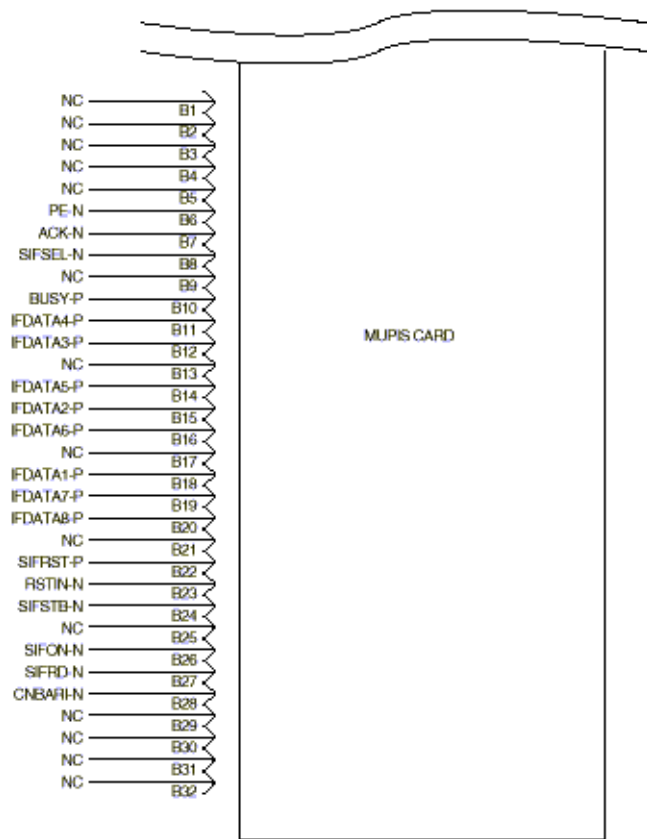 NC
B1
NC
B2
NC
B3
NC
B4
NC
B5
PE-N
B6
ACK-N
B7
SIFSEL-N
B8
NC
B9
BUSY-P
B10
IFDATA4-P
B11
IFDATA3-P
B12
NC
B13
IFDATA5-P
B14
IFDATA2-P
B15
IFDATA6-P
B16
NC
B17
IFDATA1-P
B18
IFDATA7-P
B19
IFDATA8-P
B20
NC
B21
SIFRST-P
B22
RSTIN-N
B23
SIFSTB-N
B24
NC
B25
SIFON-N
B26
SIFRD-N
B27
CNBARI-N
B28
NC
B29
NC
B30
NC
B31
NC
B32
MUPIS CARD